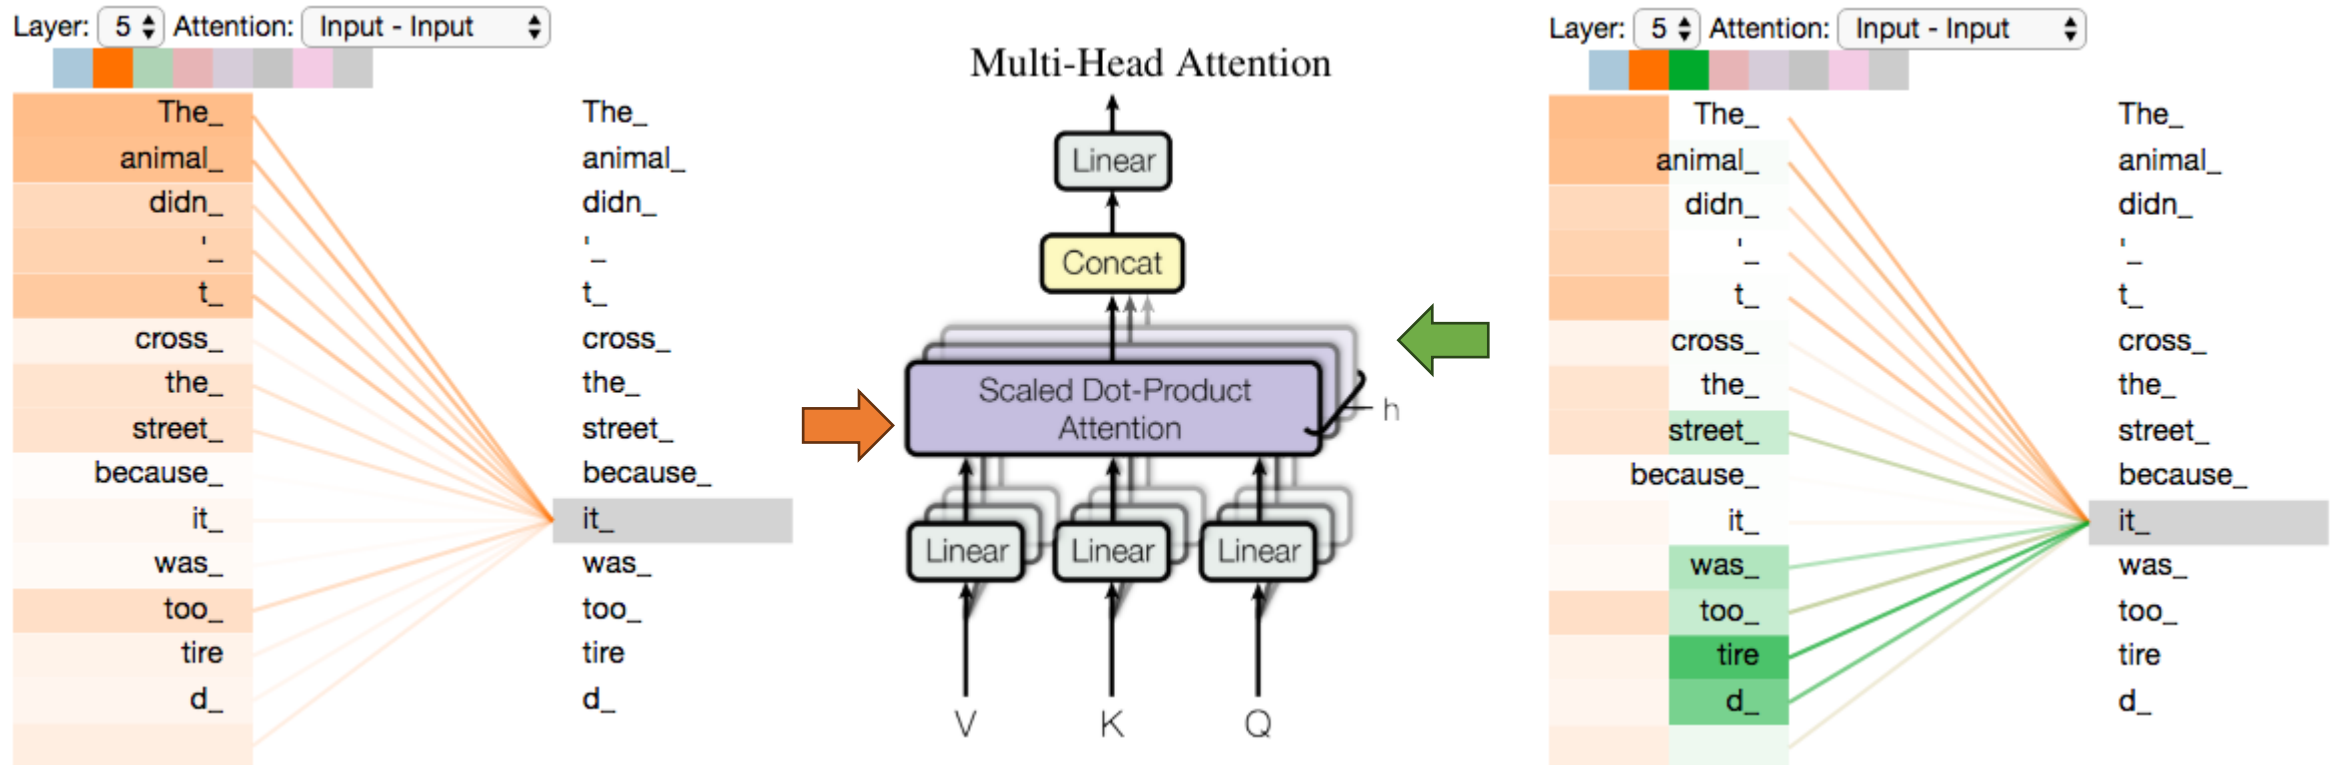 Layer: 5 Attention: Input - Input
The_ The_
animal_ animal_
didn_ didn_
'_ '_
t_ t_
cross_ cross_
the_ the_
street_ street_
because_ because_
it_ it_
was_ was_
too_ too_
tire tire
d_ d_
Multi-Head Attention
Linear
Concat
Scaled Dot-Product
Attention
h
Linear Linear Linear
V K Q
Layer: 5 Attention: Input - Input
The_ The_
animal_ animal_
didn_ didn_
'_ '_
t_ t_
cross_ cross_
the_ the_
street_ street_
because_ because_
it_ it_
was_ was_
too_ too_
tire tire
d_ d_